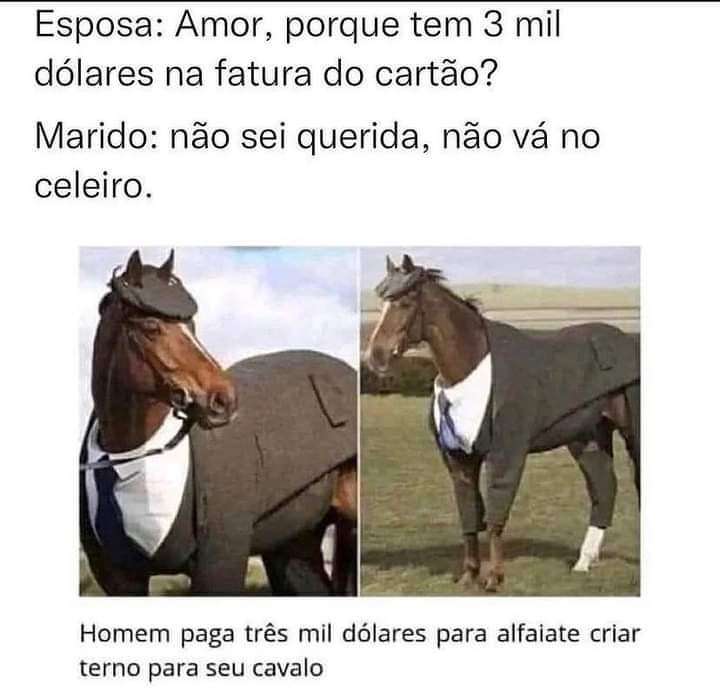 Esposa: Amor, porque tem 3 mil
dólares na fatura do cartão?
Marido: não sei querida, não vá no
celeiro.
Homem paga três mil dólares para alfaiate criar
terno para seu cavalo